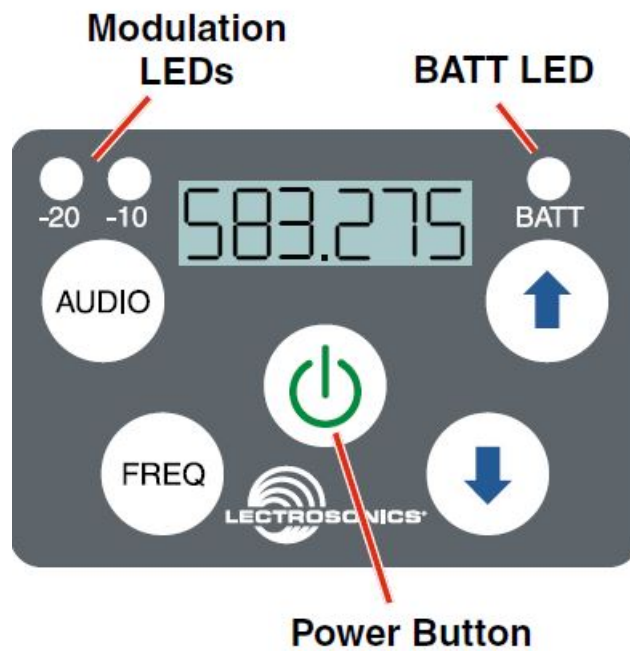 Modulation
LEDs
BATT LED
-20 -10
583.275
BATT
AUDIO
FREQ
LECTROSONICS®
Power Button